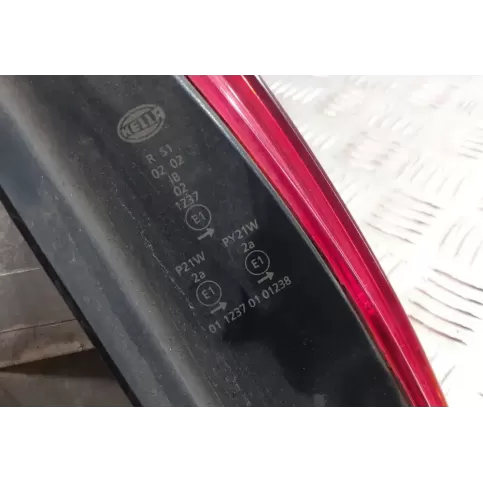 HELLA
R S1
02 02
IB
02
1237
E1
P21W
2a
E1
01 1237
PY21W
2a
E1
01 01238